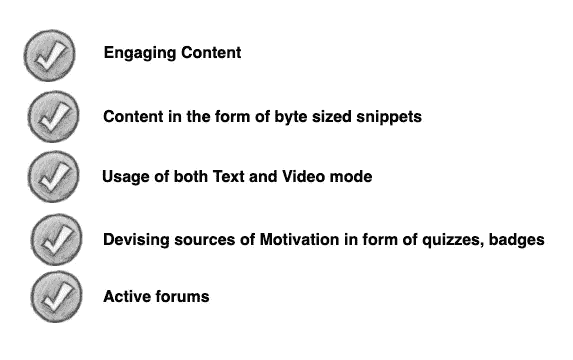 Engaging Content
Content in the form of byte sized snippets
Usage of both Text and Video mode
Devising sources of Motivation in form of quizzes, badges
Active forums